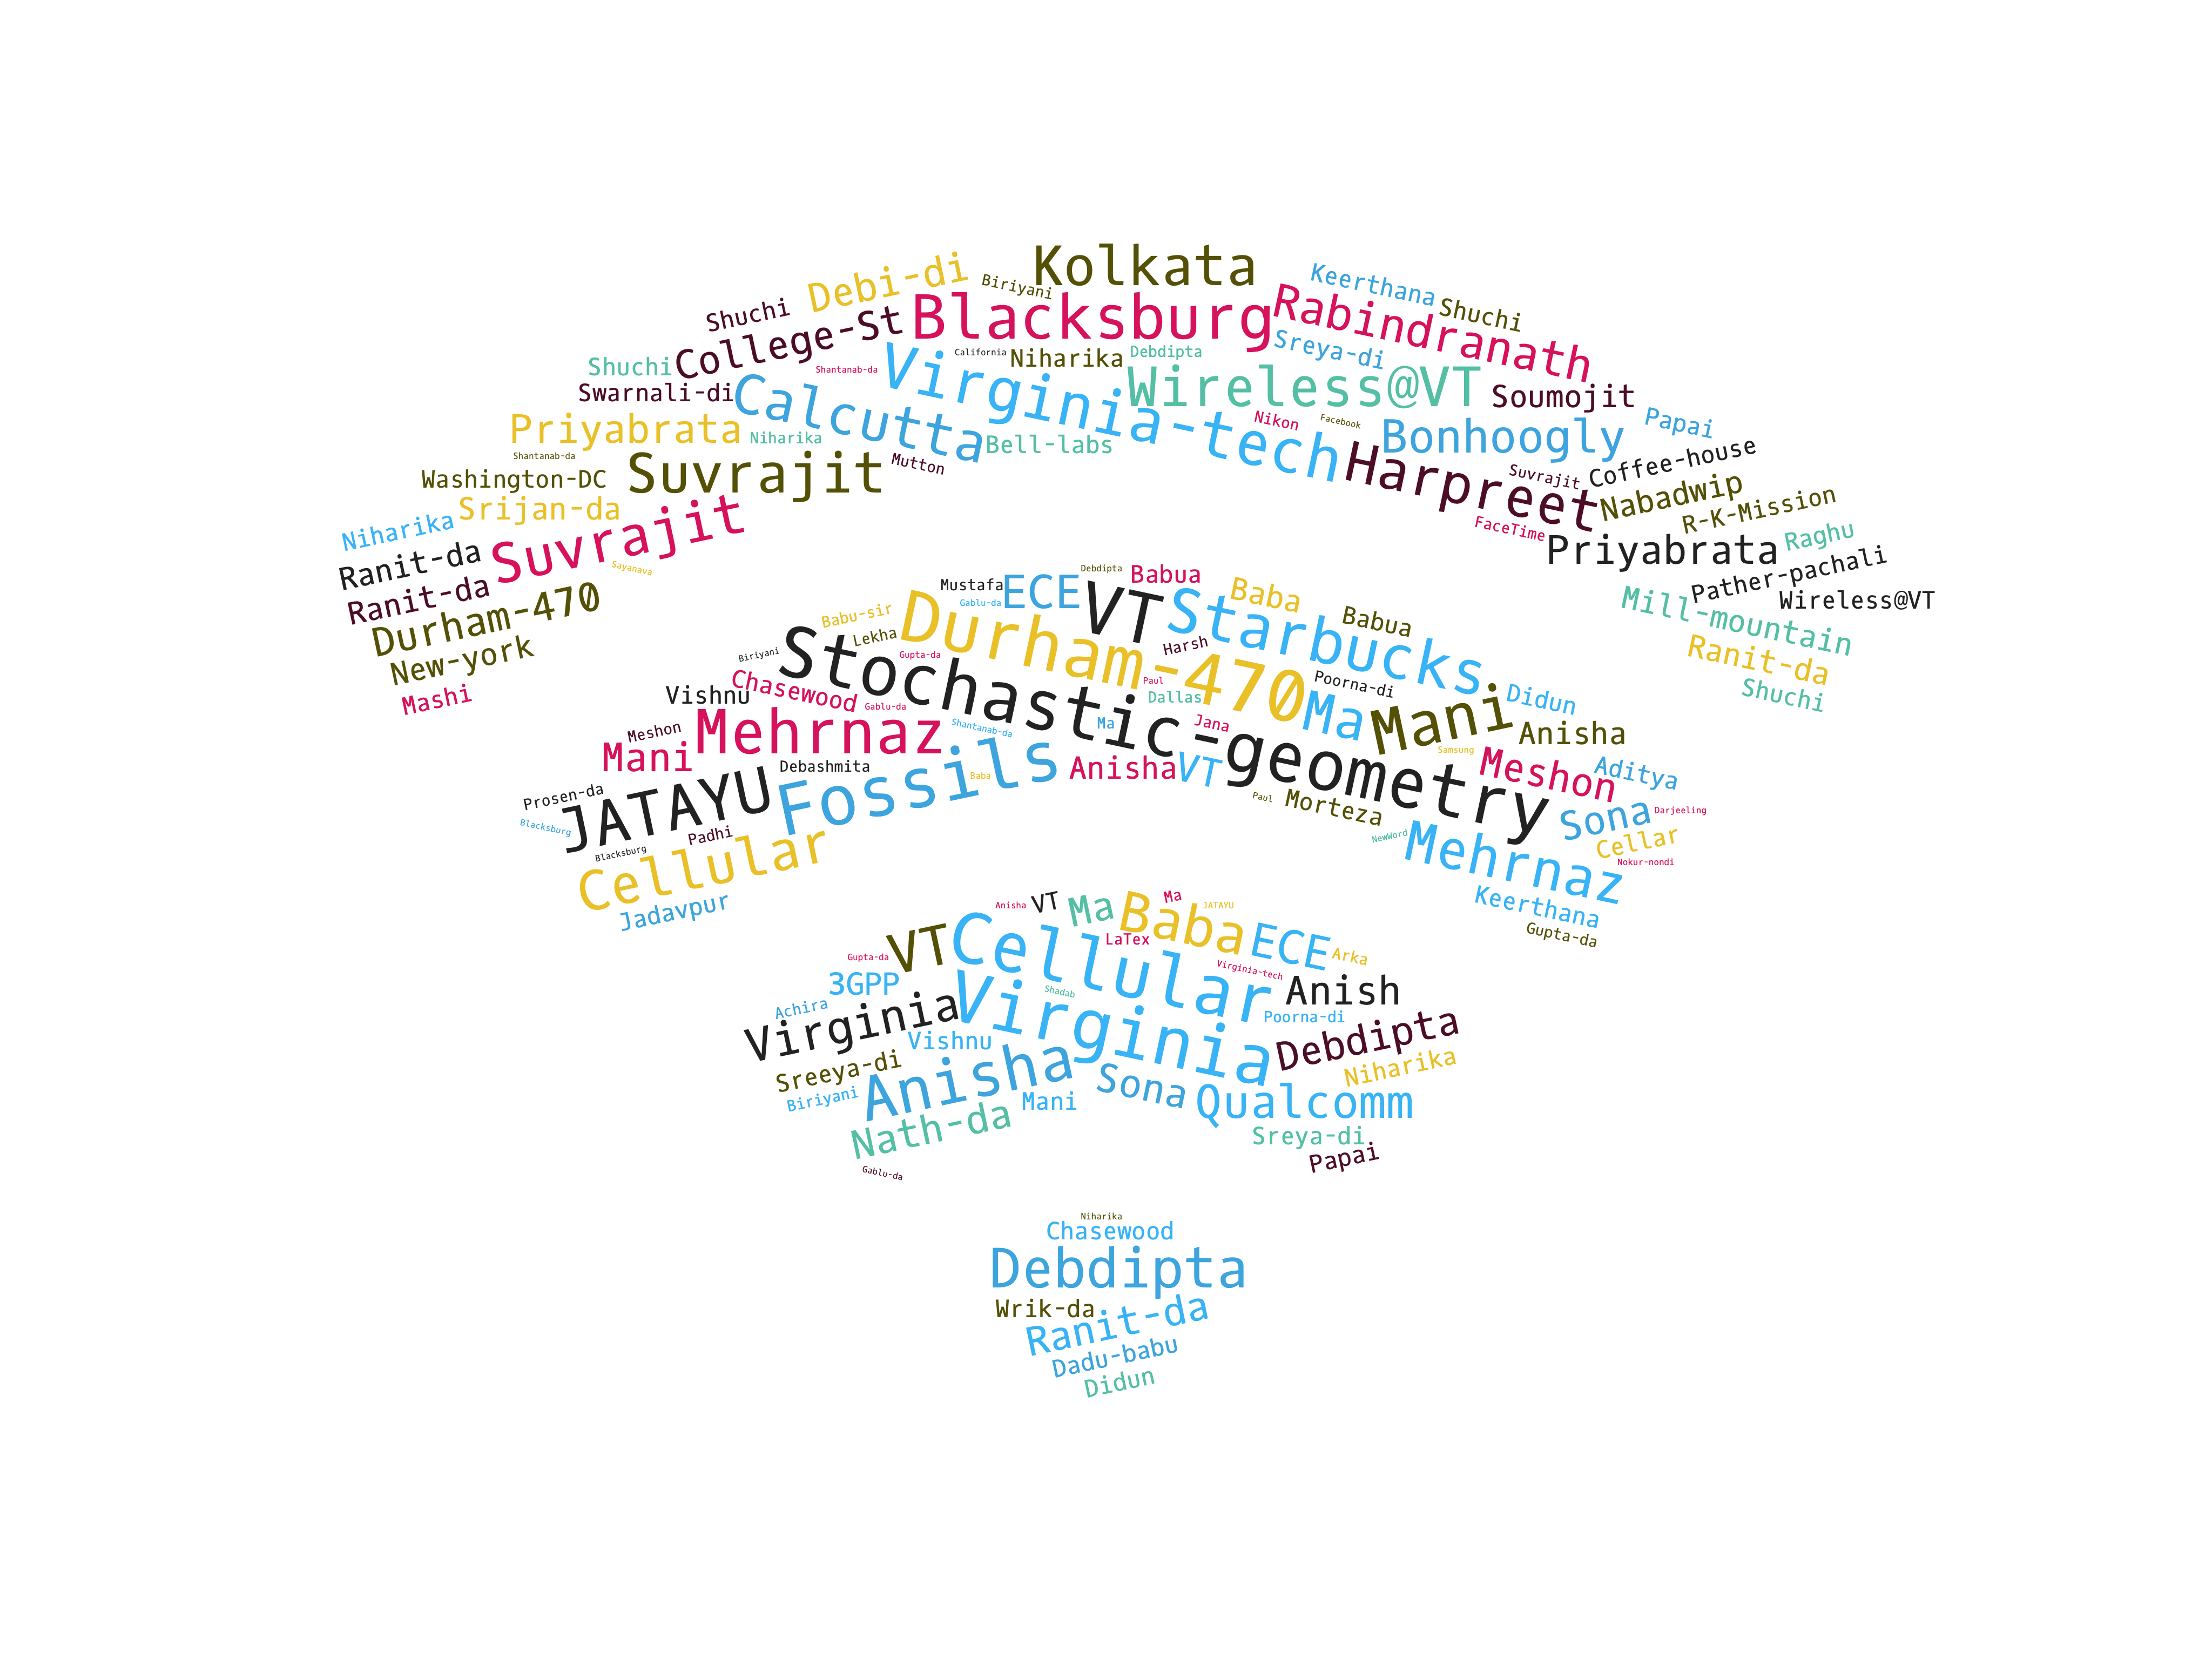 Kolkata
Debi-di
Biriyani
Keerthana
Shuchi
Shuchi
College-St
Blacksburg
Rabindranath
Shuchi
Shantanab-da
California
Niharika
Debdipta
Sreya-di
Swarnali-di
Calcutta
Virginia-tech
Wireless@VT
Soumojit
Priyabrata
Niharika
Bell-labs
Nikon
Facebook
Bonhoogly
Papai
Shantanab-da
Washington-DC
Suvrajit
Mutton
Harpreet
Suvrajit
Coffee-house
Niharika
Srijan-da
Nabadwip
R-K-Mission
Ranit-da
Suvrajit
FaceTime
Priyabrata
Raghu
Ranit-da
Sayanava
Pather-pachali
Durham-470
Mill-mountain
Wireless@VT
New-york
Ranit-da
Mashi
Shuchi
Debdipta
Babua
Mustafa
ECE
VT
Starbucks
Baba
Babu-sir
Gablu-da
Babua
Lekha
Durham-470
Harsh
Biriyani
Stochastic-geometry
Gupta-da
Paul
Poorna-di
Vishnu
Chasewood
Gablu-da
Dallas
Ma
Didun
Meshon
Mehrnaz
Shantanab-da
Ma
Jana
Mani
Anisha
Mani
Debashmita
Fossils
Baba
Anisha
VT
Samsung
Meshon
Aditya
Prosen-da
JATAYU
Paul
Morteza
Sona
Darjeeling
Blacksburg
Padhi
NewWord
Cellar
Blacksburg
Cellular
Mehrnaz
Nokur-nondi
Jadavpur
Keerthana
Gupta-da
Anisha
VT
Ma
Baba
Ma
JATAYU
Gupta-da
VT
Cellular
LaTex
ECE
Arka
3GPP
Virginia-tech
Anish
Achira
Virginia
Virginia
Shadab
Poorna-di
Vishnu
Debdipta
Sreeya-di
Anisha
Niharika
Biriyani
Mani
Sona
Qualcomm
Nath-da
Sreya-di
Gablu-da
Papai
Niharika
Chasewood
Debdipta
Wrik-da
Ranit-da
Dadu-babu
Didun